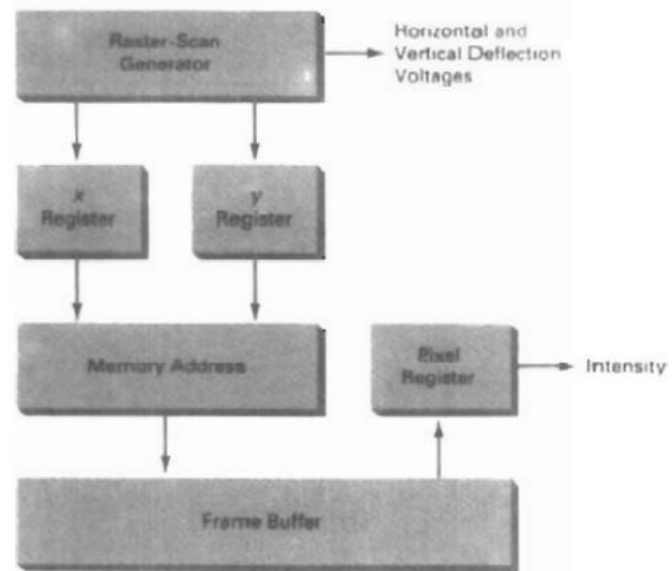 Raster-Scan
Generator
Horizontal and
Vertical Deflection
Voltages
x
Register
y
Register
Memory Address
Pixel
Register
Intensity
Frame Buffer